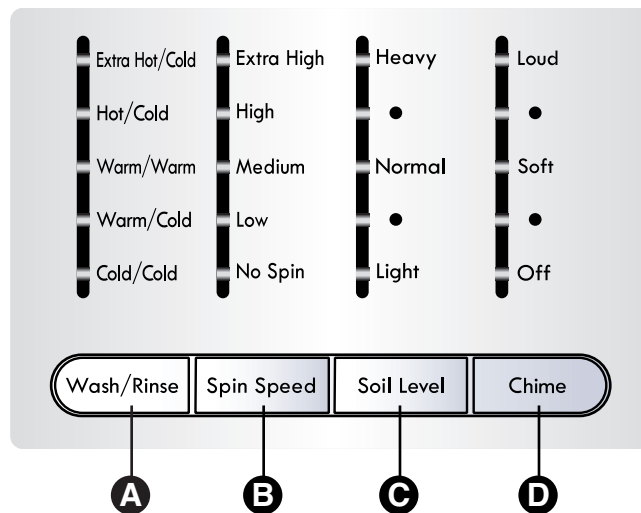 Extra Hot/Cold Extra High Heavy Loud
Hot/Cold High • •
Warm/Warm Medium Normal Soft
Warm/Cold Low • •
Cold/Cold No Spin Light Off
Wash/Rinse Spin Speed Soil Level Chime
A B C D